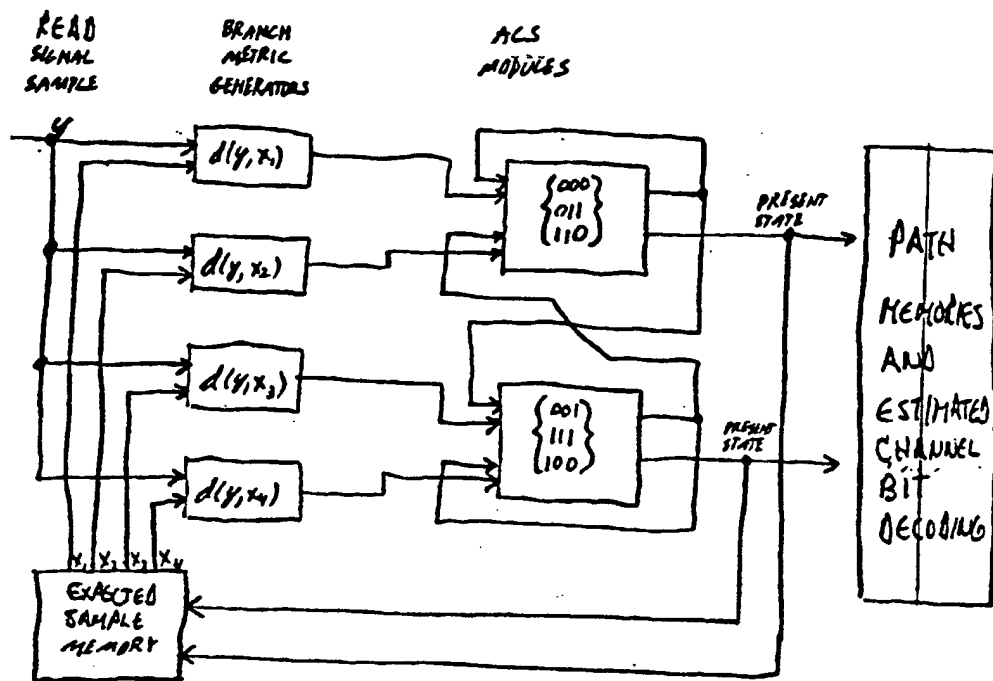 READ
SIGNAL
SAMPLE
BRANCH
METRIC
GENERATORS
ACS
MODULES
y
d(y,x₁)
d(y,x₂)
d(y,x₃)
d(y,x₄)
{000
011
110}
{001
111
100}
PRESENT
STATE
PRESENT
STATE
PATH
MEMORIES
AND
ESTIMATED
CHANNEL
BIT
DECODING
x₁ x₂ x₃ x₄
EXPECTED
SAMPLE
MEMORY